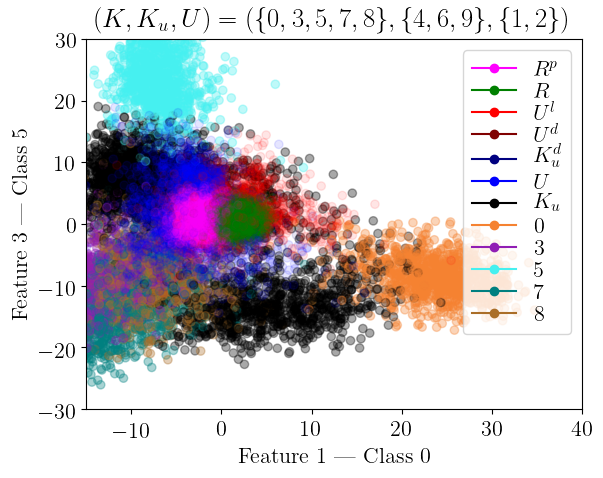 (K, K_u, U) = ({0, 3, 5, 7, 8}, {4, 6, 9}, {1, 2})
30
20
10
0
−10
−20
−30
−10
0
10
20
30
40
Feature 3 — Class 5
Feature 1 — Class 0
R^p
R
U^l
U^d
K_u^d
U
K_u
0
3
5
7
8